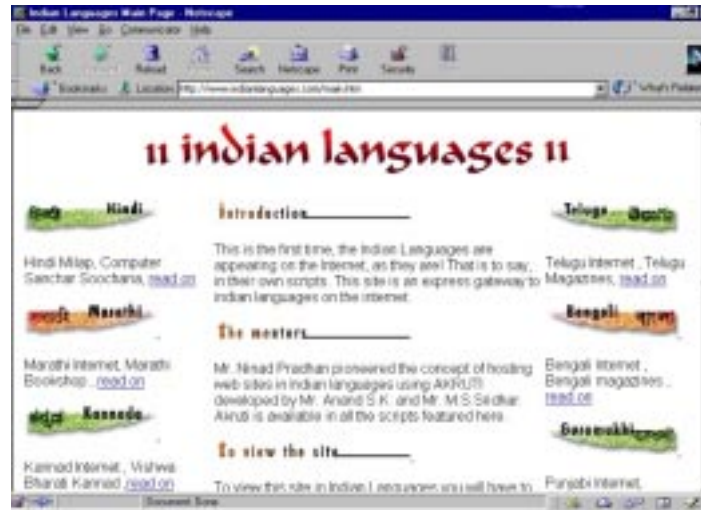 Indian Languages Main Page - Netscape
File Edit View Go Communicator Help
Back Reload Search Netscape Print Security
Bookmarks Location: http://www.indianlanguages.com/main.htm What's Related
॥ indian languages ॥
हिन्दी Hindi
Hindi Milap, Computer
Sanchar Soochana, read on
मराठी Marathi
Marathi Internet, Marathi
Bookshop , read on
ಕನ್ನಡ Kannada
Kannad Internet , Vishwa
Bharati Kannad ,read on
Introduction
This is the first time, the Indian Languages are
appearing on the Internet, as they are! That is to say,
in their own scripts. This site is an express gateway to
indian languages on the internet.
The mentors
Mr. Ninad Pradhan pioneered the concept of hosting
web sites in Indian languages using AKRUTI
developed by Mr. Anand S.K. and Mr. M.S.Sridhar.
Akruti is available in all the scripts featured here.
To view the site
To view this site in Indian Languages you will have to
Telugu తెలుగు
Telugu Internet , Telugu
Magazines, read on
Bengali বাংলা
Bengali Internet ,
Bengali magazines ,
read on
Gurumukhi
Punjabi Internet,
Document: Done